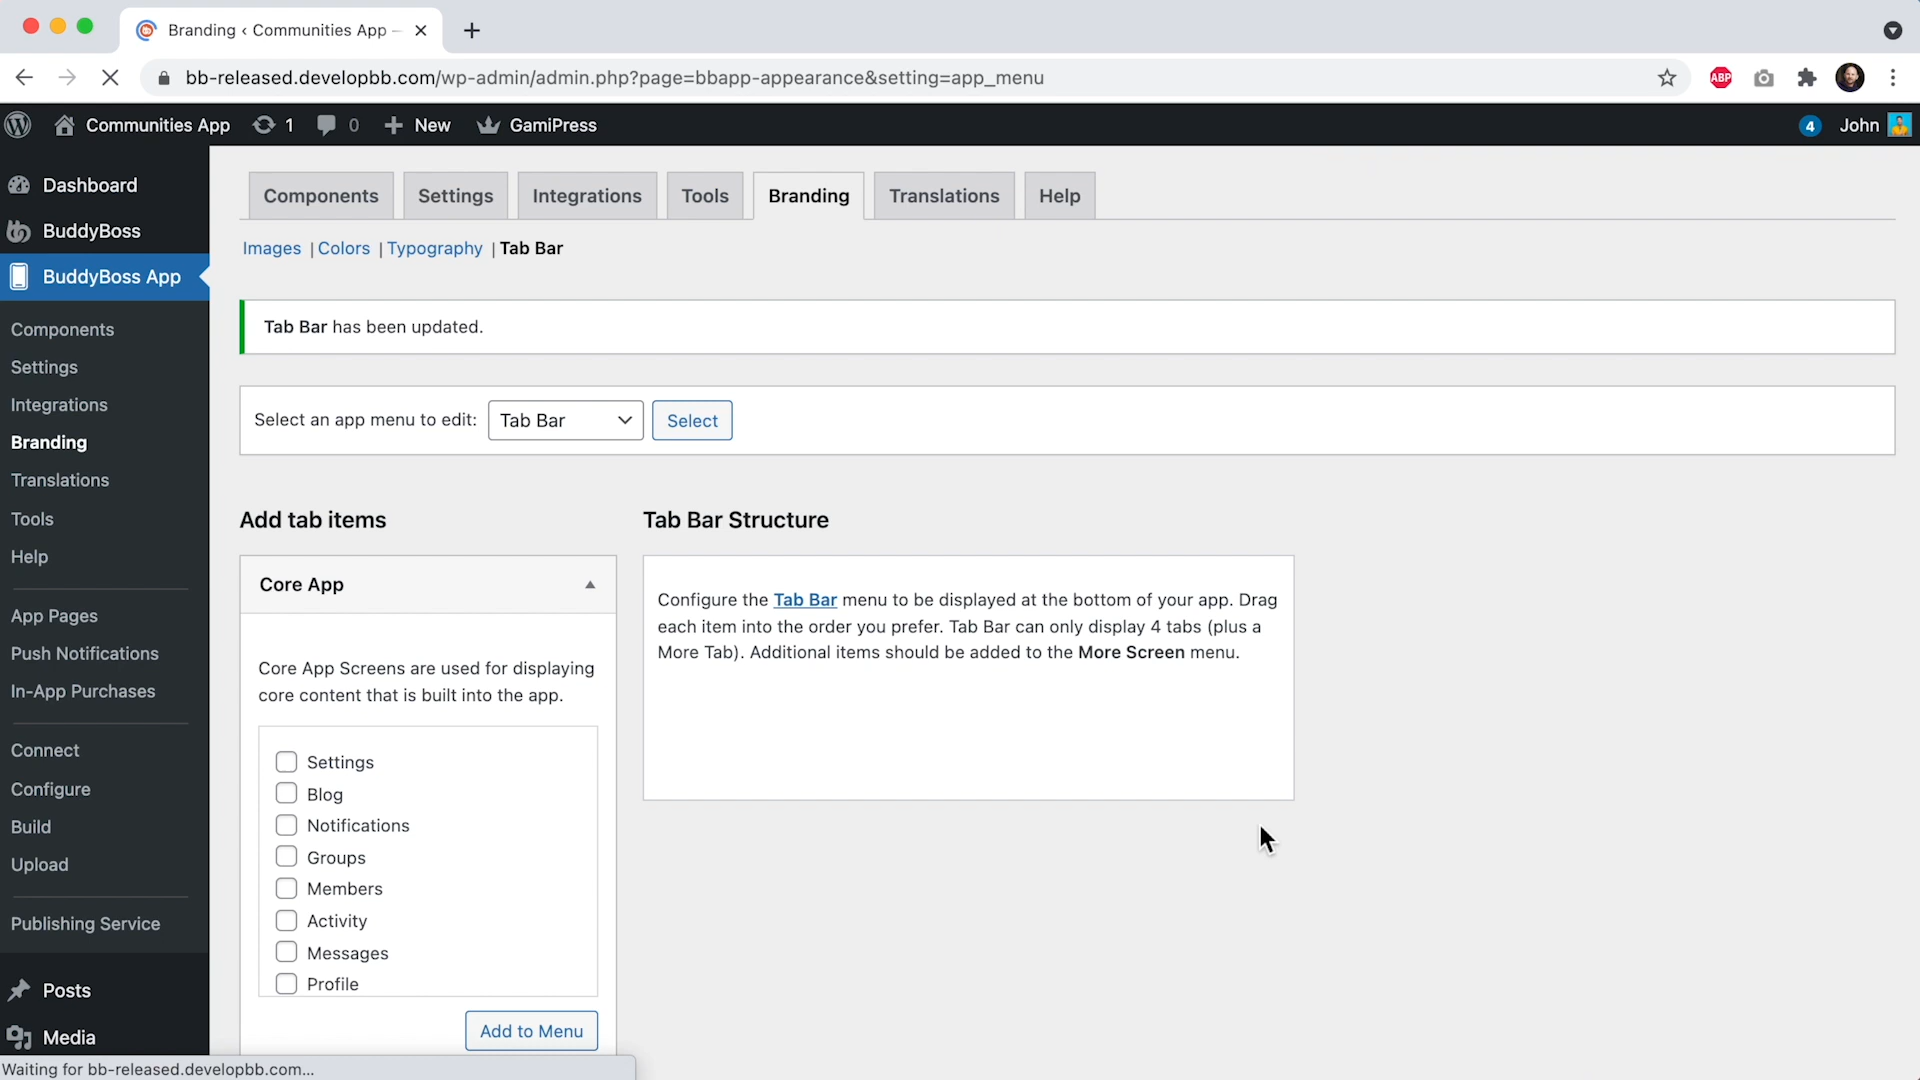 Branding ‹ Communities App –
bb-released.developbb.com/wp-admin/admin.php?page=bbapp-appearance&setting=app_menu
ABP
Communities App 1 0 New GamiPress 4 John
Dashboard
BuddyBoss
BuddyBoss App
Components
Settings
Integrations
Branding
Translations
Tools
Help
App Pages
Push Notifications
In-App Purchases
Connect
Configure
Build
Upload
Publishing Service
Posts
Media
Components Settings Integrations Tools Branding Translations Help
Images | Colors | Typography | Tab Bar
Tab Bar has been updated.
Select an app menu to edit: Tab Bar Select
Add tab items
Core App
Core App Screens are used for displaying
core content that is built into the app.
Settings
Blog
Notifications
Groups
Members
Activity
Messages
Profile
Add to Menu
Tab Bar Structure
Configure the Tab Bar menu to be displayed at the bottom of your app. Drag
each item into the order you prefer. Tab Bar can only display 4 tabs (plus a
More Tab). Additional items should be added to the More Screen menu.
Waiting for bb-released.developbb.com...